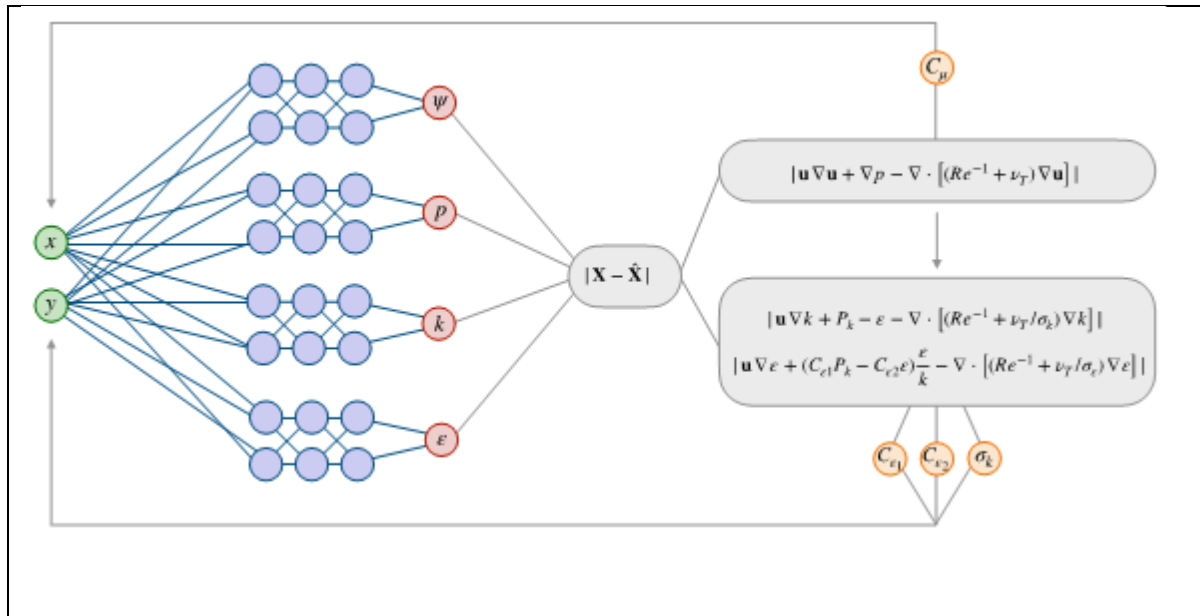 x
y
ψ
p
k
ε
|X − X̂|
C_μ
|u∇u + ∇p − ∇ · [(Re⁻¹ + ν_T)∇u]|
|u∇k + P_k − ε − ∇ · [(Re⁻¹ + ν_T/σ_k)∇k]|
|u∇ε + (C_ε1 P_k − C_ε2 ε) ε/k − ∇ · [(Re⁻¹ + ν_T/σ_ε)∇ε]|
C_ε₁ C_ε₂ σ_k